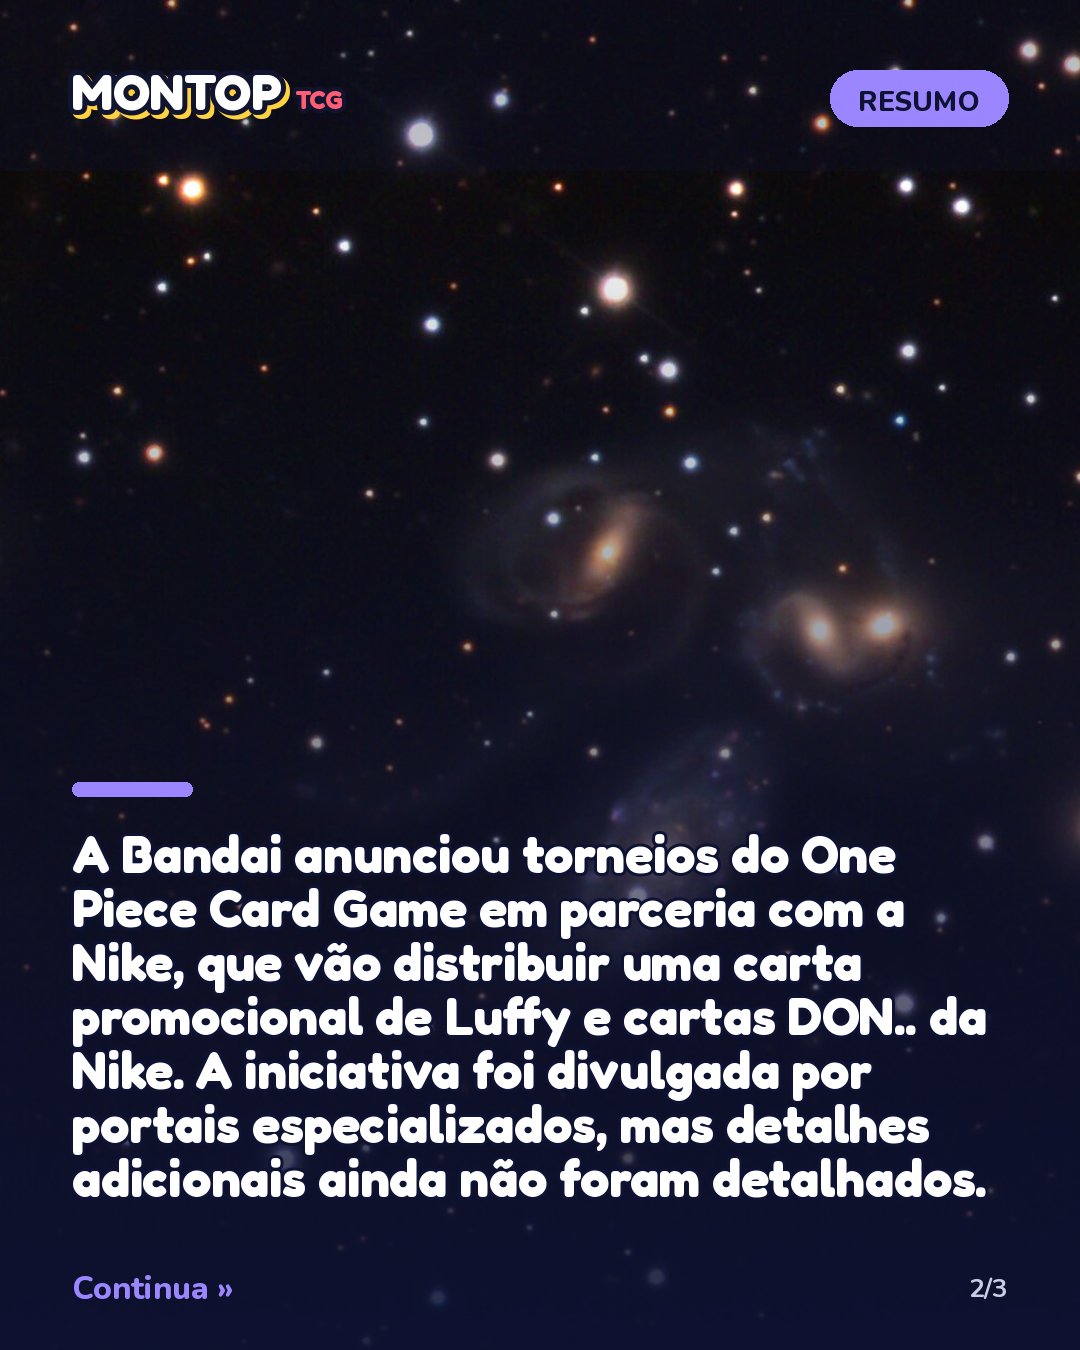 MONTOP TCG
RESUMO
A Bandai anunciou torneios do One
Piece Card Game em parceria com a
Nike, que vão distribuir uma carta
promocional de Luffy e cartas DON.. da
Nike. A iniciativa foi divulgada por
portais especializados, mas detalhes
adicionais ainda não foram detalhados.
Continua »
2/3